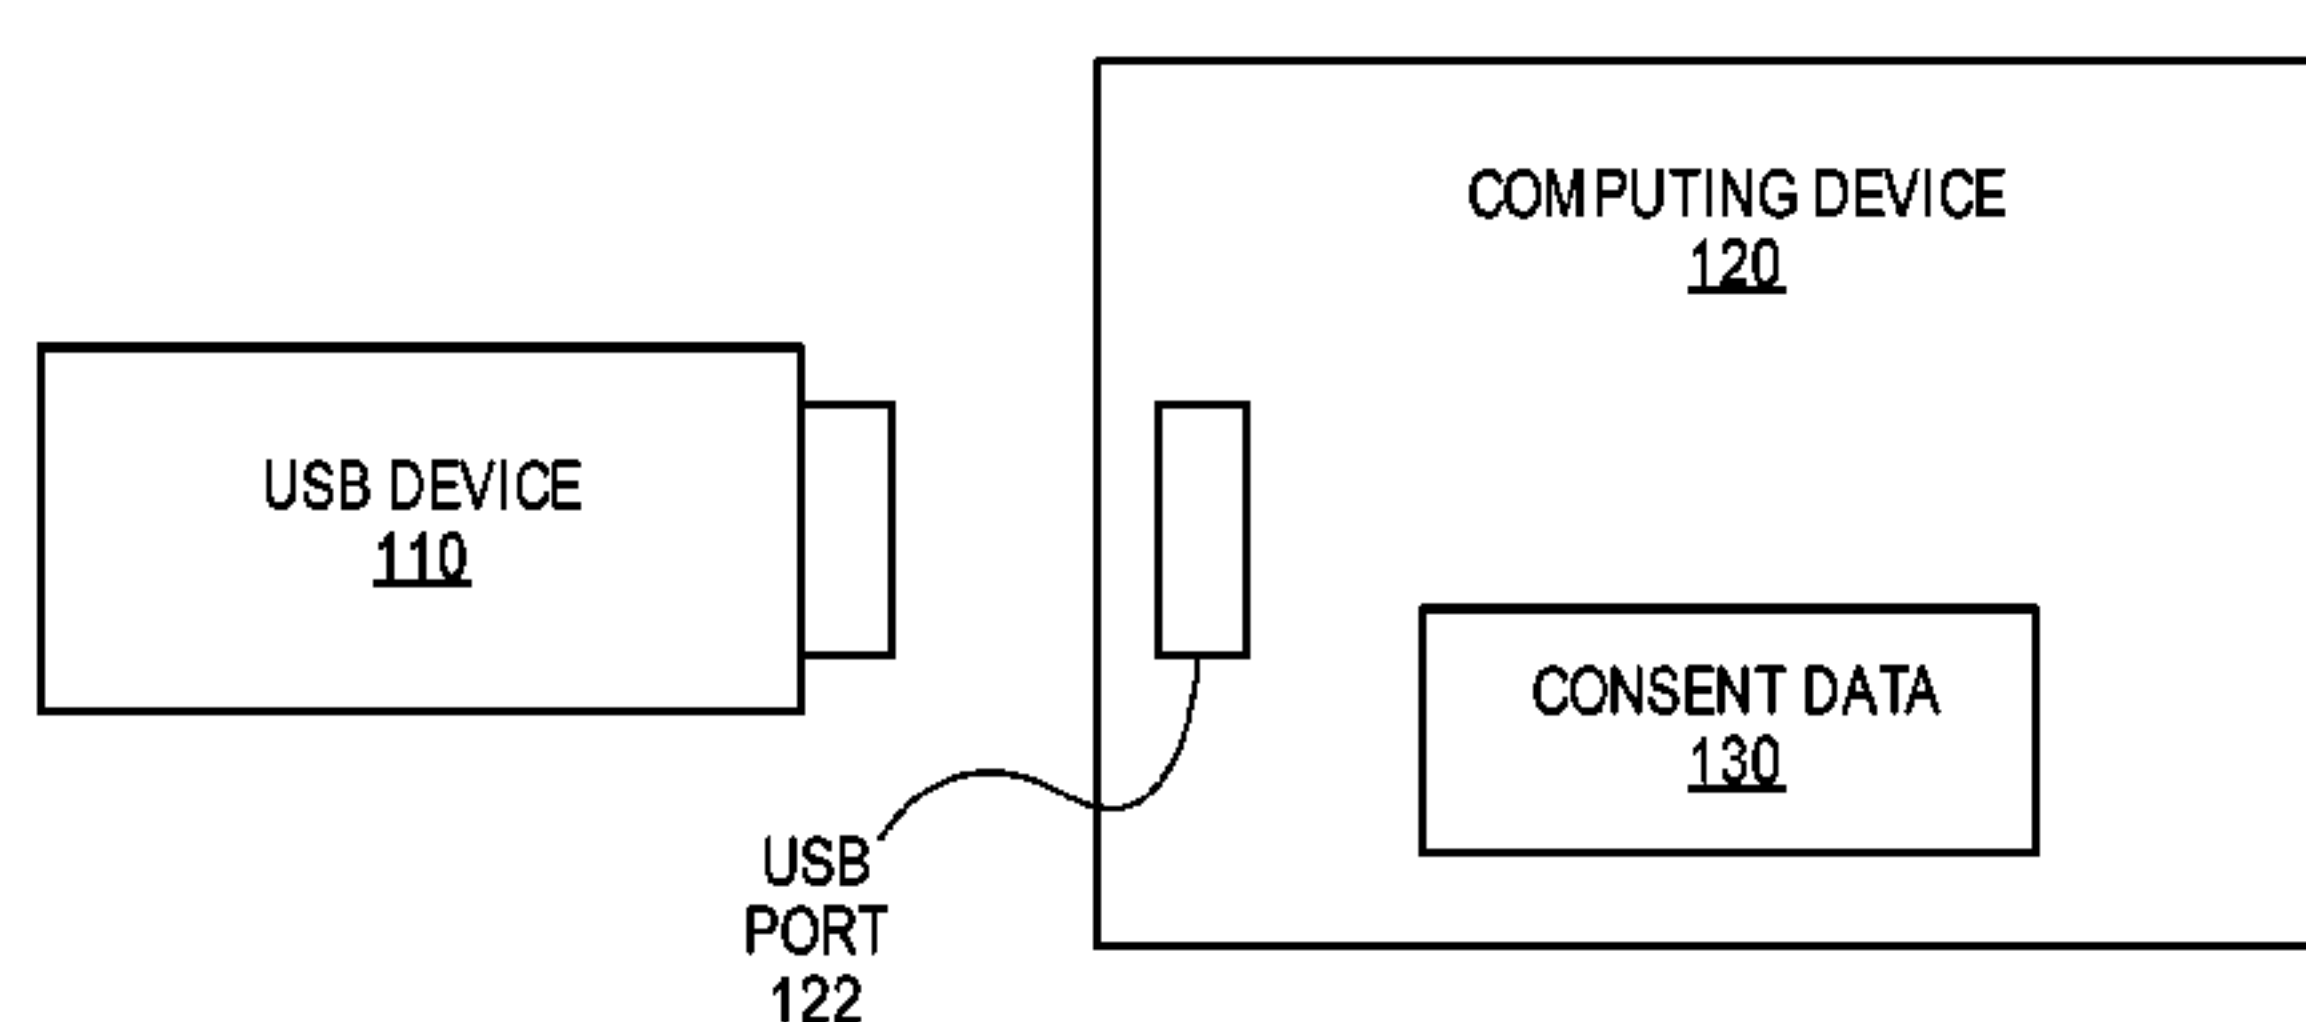 COMPUTING DEVICE
120
USB DEVICE
110
CONSENT DATA
130
USB
PORT
122